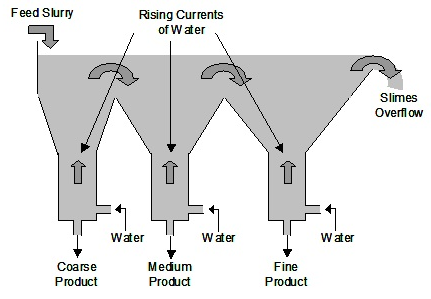 Feed Slurry
Rising Currents
of Water
Slimes
Overflow
Water
Water
Water
Coarse
Product
Medium
Product
Fine
Product